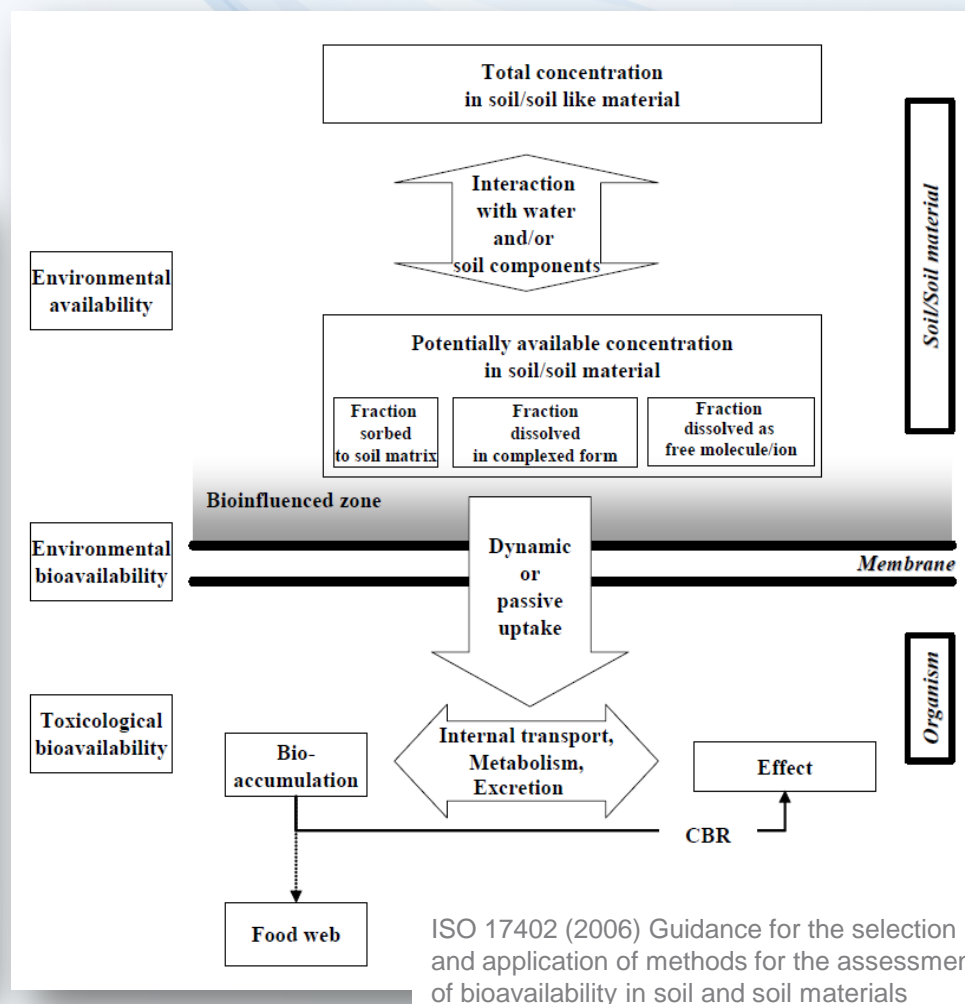 Total concentration
in soil/soil like material
Soil/Soil material
Interaction
with water
and/or
soil components
Environmental
availability
Potentially available concentration
in soil/soil material
Fraction
sorbed
to soil matrix
Fraction
dissolved
in complexed form
Fraction
dissolved as
free molecule/ion
Bioinfluenced zone
Environmental
bioavailability
Dynamic
or
passive
uptake
Membrane
Organism
Toxicological
bioavailability
Bio-
accumulation
Internal transport,
Metabolism,
Excretion
Effect
CBR
Food web
ISO 17402 (2006) Guidance for the selection
and application of methods for the
of bioavailability in soil and soil materials